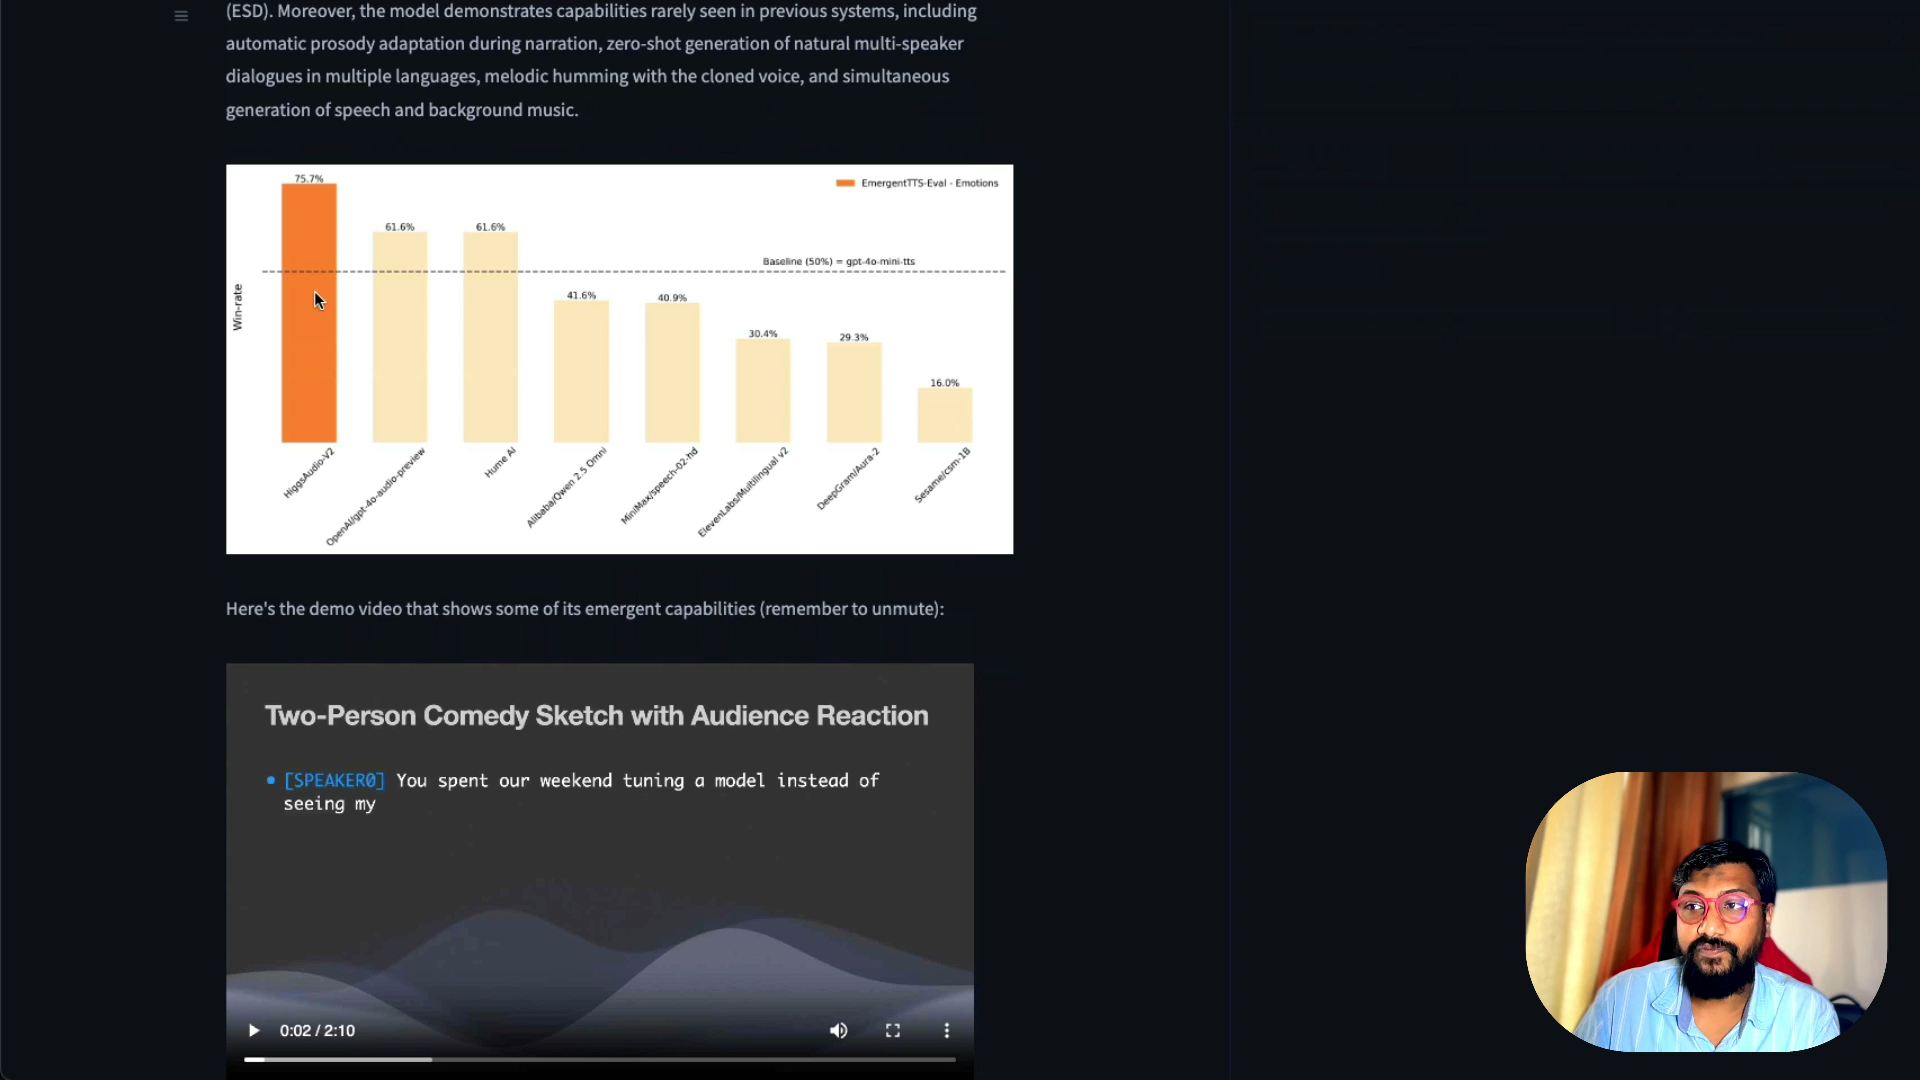 (ESD). Moreover, the model demonstrates capabilities rarely seen in previous systems, including
automatic prosody adaptation during narration, zero-shot generation of natural multi-speaker
dialogues in multiple languages, melodic humming with the cloned voice, and simultaneous
generation of speech and background music.
75.7%
EmergentTTS-Eval - Emotions
61.6%
61.6%
Baseline (50%) = gpt-4o-mini-tts
Win-rate
41.6%
40.9%
30.4%
29.3%
16.0%
HiggsAudio-V2
OpenAI/gpt-4o-audio-preview
Hume AI
Alibaba/Qwen 2.5 Omni
MiniMax/speech-02-hd
ElevenLabs/Multilingual v2
DeepGram/Aura-2
Sesame/csm-1B
Here's the demo video that shows some of its emergent capabilities (remember to unmute):
Two-Person Comedy Sketch with Audience Reaction
[SPEAKER0] You spent our weekend tuning a model instead of
seeing my
0:02 / 2:10